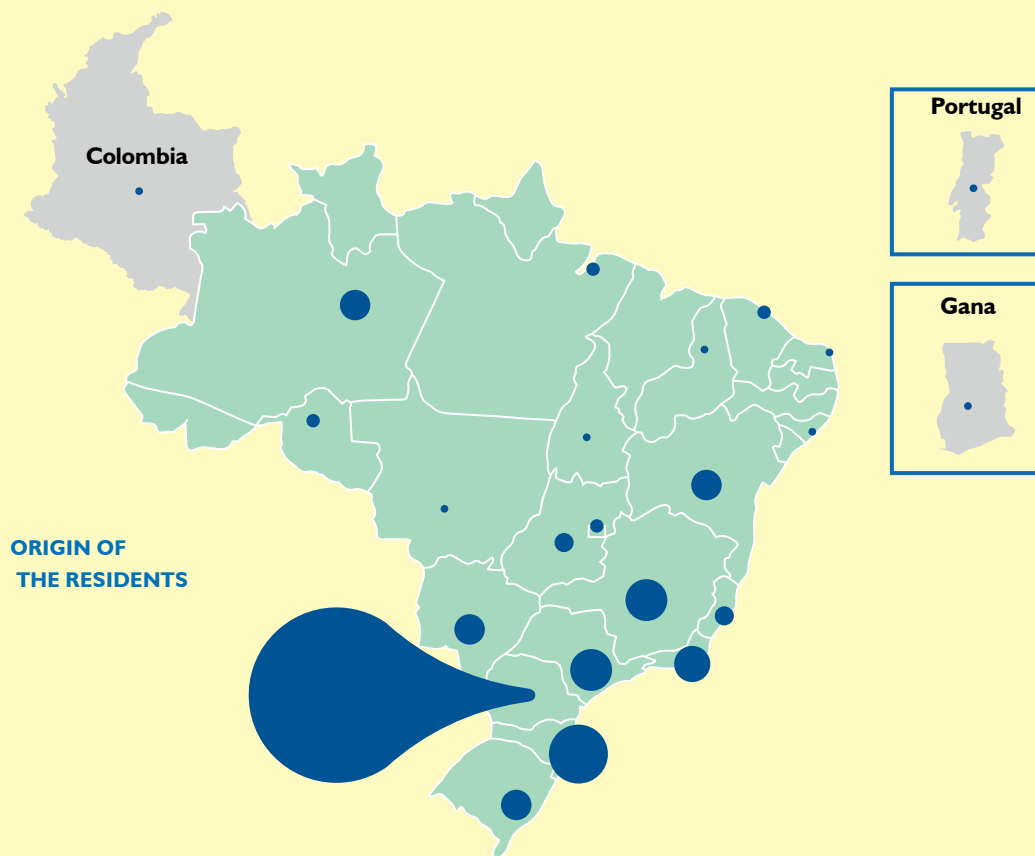 Colombia
Portugal
Gana
ORIGIN OF
THE RESIDENTS